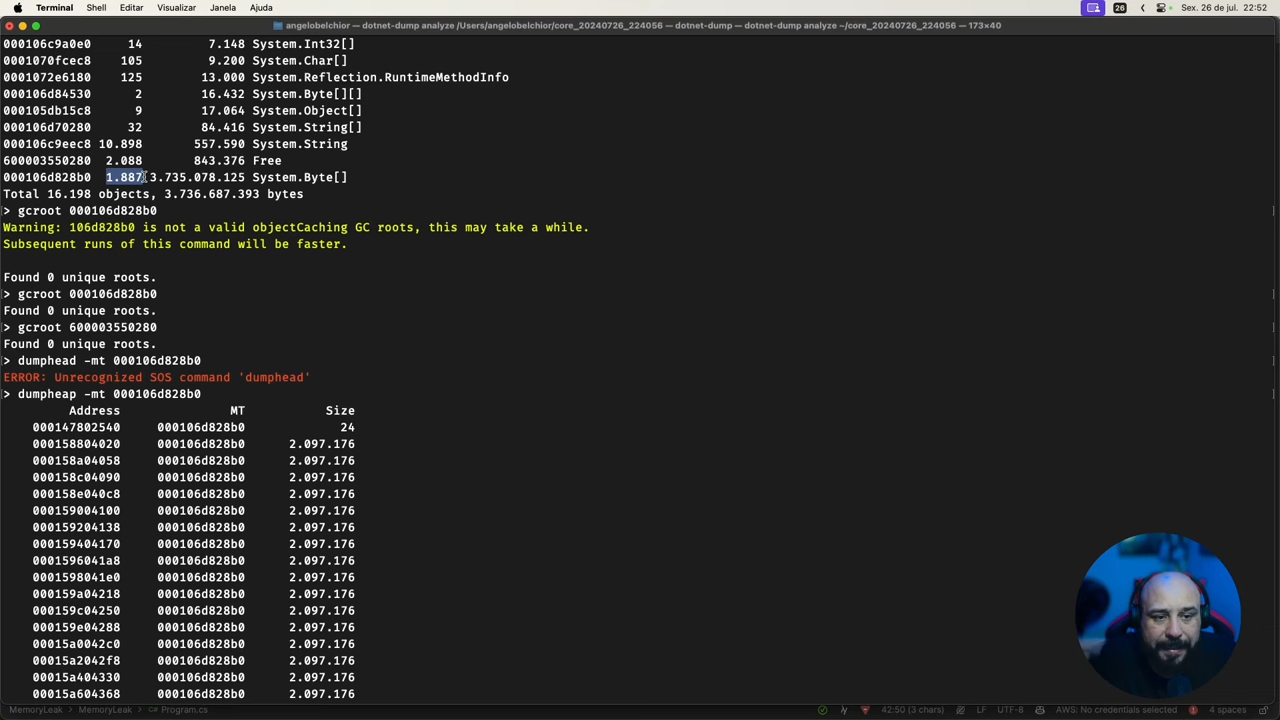 Terminal Shell Editar Visualizar Janela Ajuda 26 Sex. 26 de jul. 22:52
angelobelchior — dotnet-dump analyze /Users/angelobelchior/core_20240726_224056 — dotnet-dump — dotnet-dump analyze ~/core_20240726_224056 — 173×40
000106c9a0e0 14 7.148 System.Int32[]
0001070fcec8 105 9.200 System.Char[]
0001072e6180 125 13.000 System.Reflection.RuntimeMethodInfo
000106d84530 2 16.432 System.Byte[][]
000105db15c8 9 17.064 System.Object[]
000106d70280 32 84.416 System.String[]
000106c9eec8 10.898 557.590 System.String
600003550280 2.088 843.376 Free
000106d828b0 1.887 3.735.078.125 System.Byte[]
Total 16.198 objects, 3.736.687.393 bytes
> gcroot 000106d828b0
Warning: 106d828b0 is not a valid objectCaching GC roots, this may take a while.
Subsequent runs of this command will be faster.
Found 0 unique roots.
> gcroot 000106d828b0
Found 0 unique roots.
> gcroot 600003550280
Found 0 unique roots.
> dumphead -mt 000106d828b0
ERROR: Unrecognized SOS command 'dumphead'
> dumpheap -mt 000106d828b0
Address MT Size
000147802540 000106d828b0 24
000158804020 000106d828b0 2.097.176
000158a04058 000106d828b0 2.097.176
000158c04090 000106d828b0 2.097.176
000158e040c8 000106d828b0 2.097.176
000159004100 000106d828b0 2.097.176
000159204138 000106d828b0 2.097.176
000159404170 000106d828b0 2.097.176
0001596041a8 000106d828b0 2.097.176
0001598041e0 000106d828b0 2.097.176
000159a04218 000106d828b0 2.097.176
000159c04250 000106d828b0 2.097.176
000159e04288 000106d828b0 2.097.176
00015a0042c0 000106d828b0 2.097.176
00015a2042f8 000106d828b0 2.097.176
00015a404330 000106d828b0 2.097.176
00015a604368 000106d828b0 2.097.176
MemoryLeak MemoryLeak C# Program.cs 42:50 (3 chars) LF UTF-8 AWS: No credentials selected 4 spaces